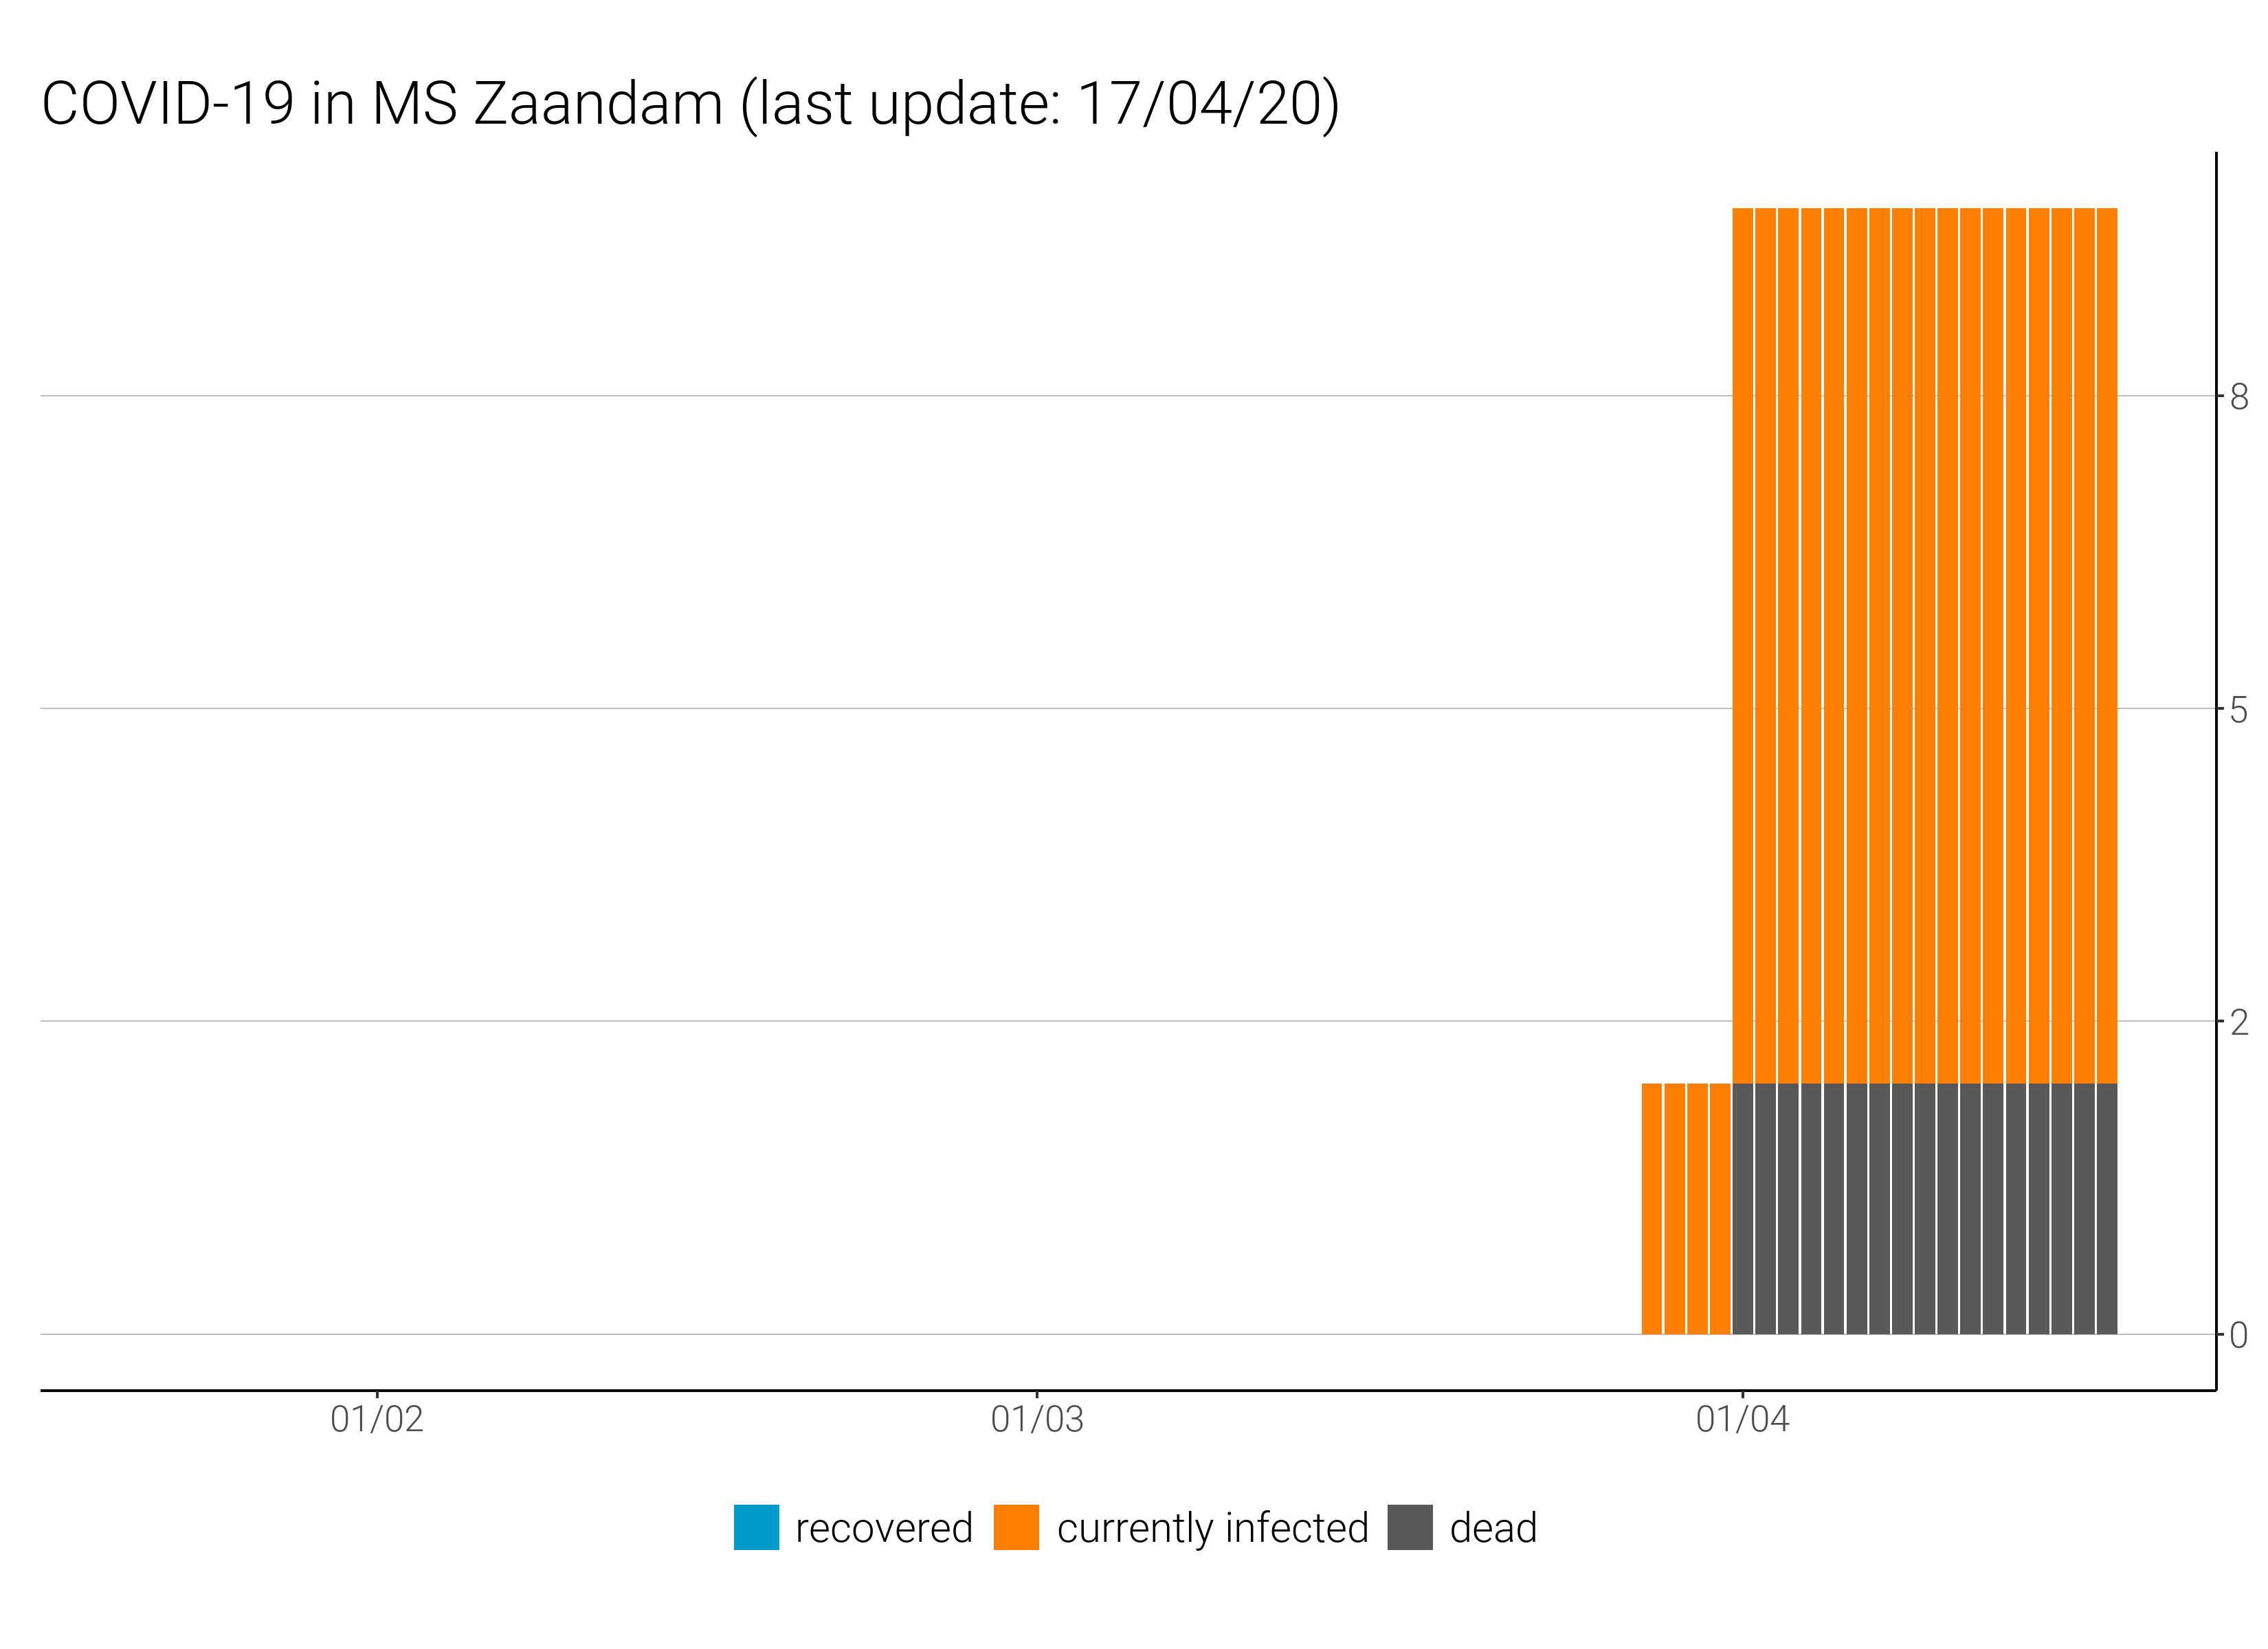 COVID-19 in MS Zaandam (last update: 17/04/20)
8
5
2
0
01/02 01/03 01/04
recovered currently infected dead